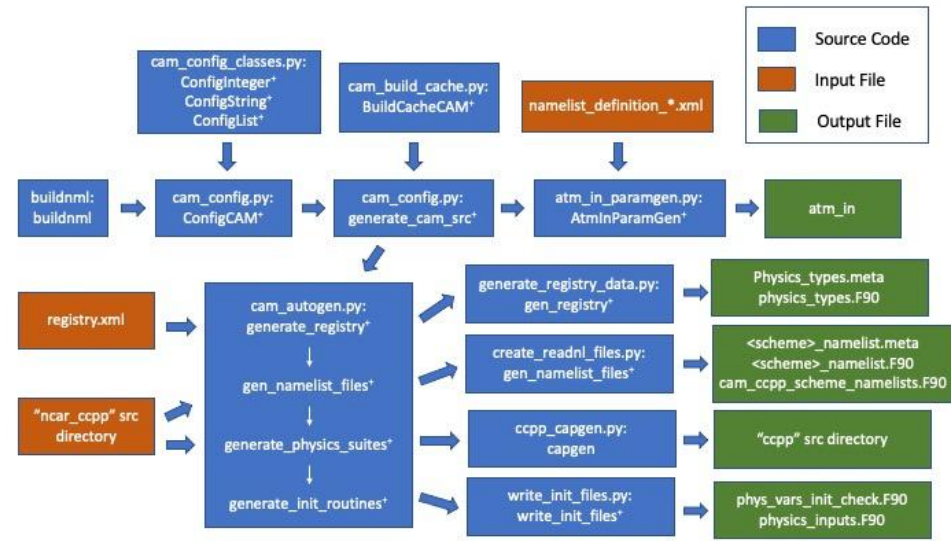 cam_config_classes.py:
ConfigInteger⁺
ConfigString⁺
ConfigList⁺
cam_build_cache.py:
BuildCacheCAM⁺
namelist_definition_*.xml
Source Code
Input File
Output File
buildnml:
buildnml
cam_config.py:
ConfigCAM⁺
cam_config.py:
generate_cam_src⁺
atm_in_paramgen.py:
AtmInParamGen⁺
atm_in
registry.xml
"ncar_ccpp" src
directory
cam_autogen.py:
generate_registry⁺
gen_namelist_files⁺
generate_physics_suites⁺
generate_init_routines⁺
generate_registry_data.py:
gen_registry⁺
Physics_types.meta
physics_types.F90
create_readnl_files.py:
gen_namelist_files⁺
<scheme>_namelist.meta
<scheme>_namelist.F90
cam_ccpp_scheme_namelists.F90
ccpp_capgen.py:
capgen
"ccpp" src directory
write_init_files.py:
write_init_files⁺
phys_vars_init_check.F90
physics_inputs.F90